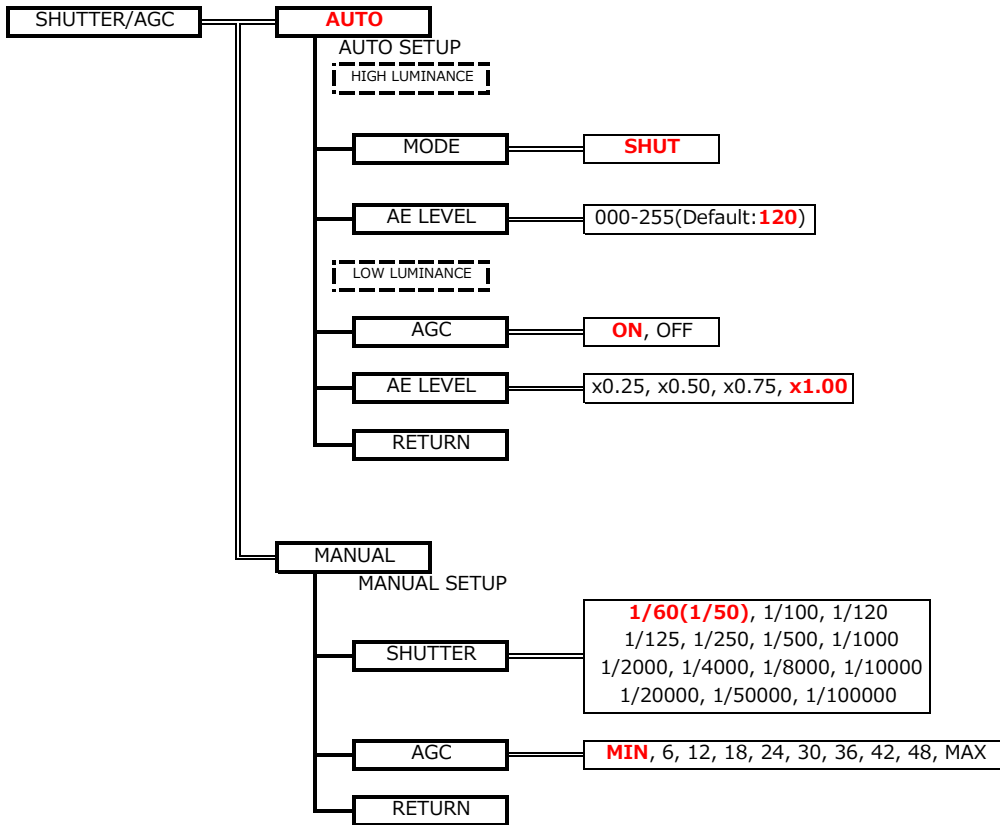 SHUTTER/AGC AUTO
AUTO SETUP
HIGH LUMINANCE
MODE SHUT
AE LEVEL 000-255(Default:120)
LOW LUMINANCE
AGC ON, OFF
AE LEVEL x0.25, x0.50, x0.75, x1.00
RETURN
MANUAL
MANUAL SETUP
SHUTTER
1/60(1/50), 1/100, 1/120
1/125, 1/250, 1/500, 1/1000
1/2000, 1/4000, 1/8000, 1/10000
1/20000, 1/50000, 1/100000
AGC MIN, 6, 12, 18, 24, 30, 36, 42, 48, MAX
RETURN